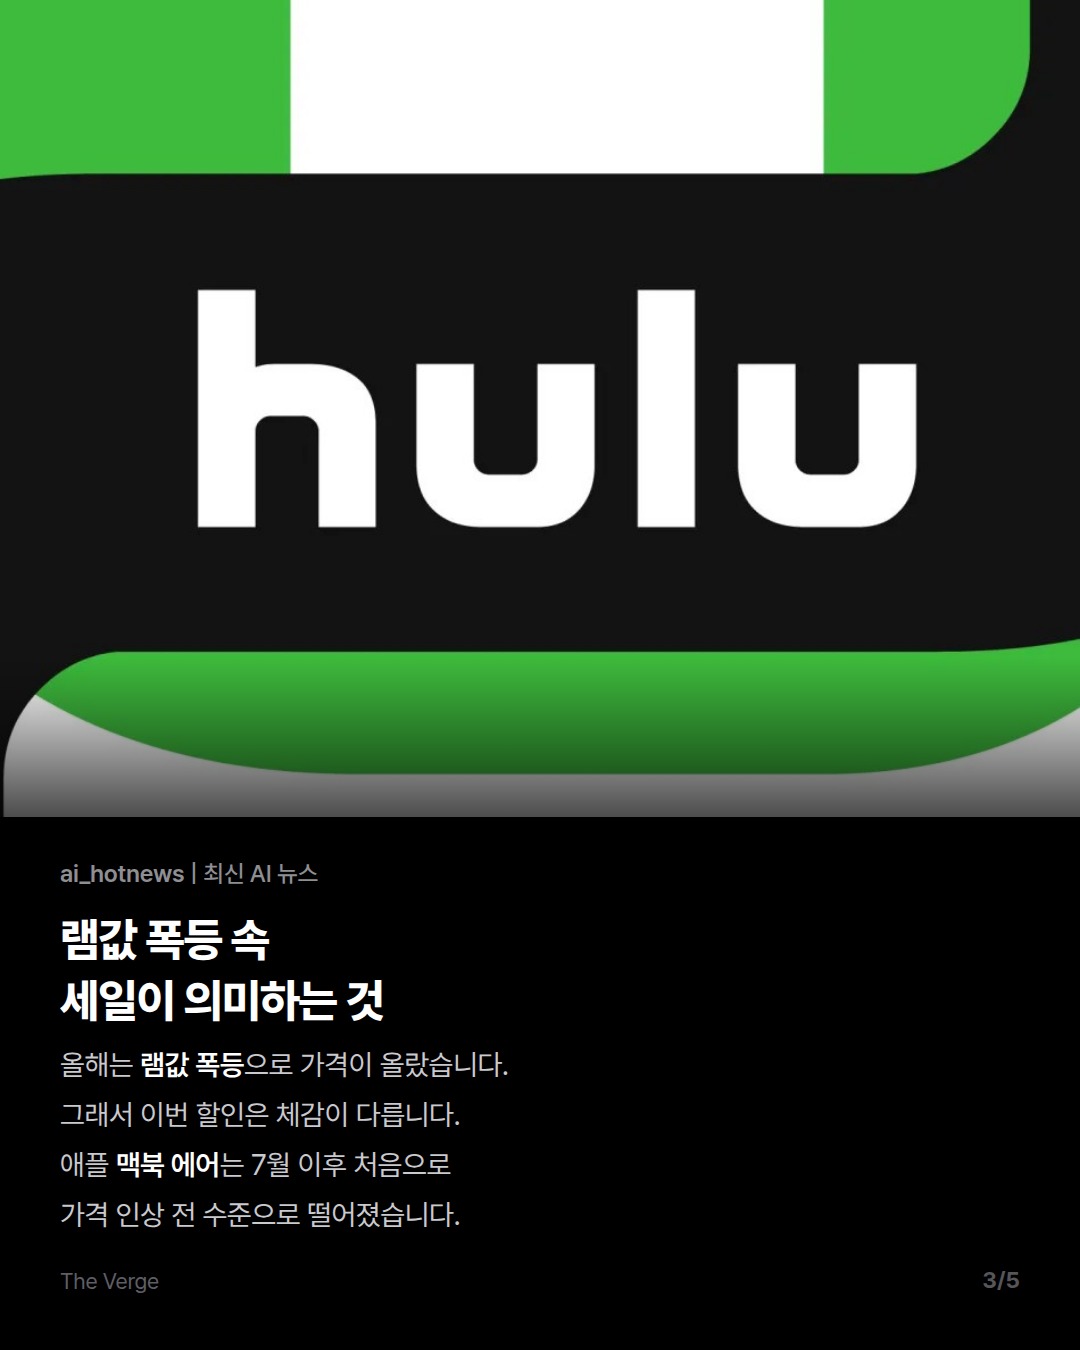 hulu
ai_hotnews | 최신 AI 뉴스
램값 폭등 속
세일이 의미하는 것
올해는 램값 폭등으로 가격이 올랐습니다.
그래서 이번 할인은 체감이 다릅니다.
애플 맥북 에어는 7월 이후 처음으로
가격 인상 전 수준으로 떨어졌습니다.
The Verge
3/5